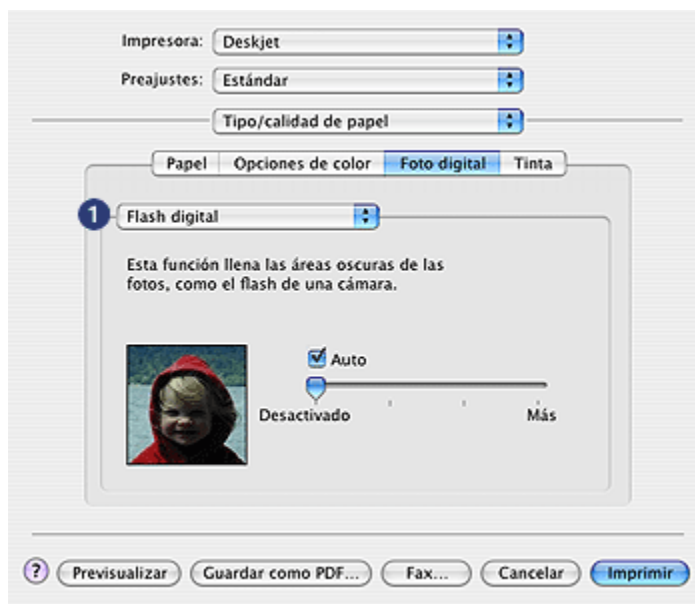 Impresora: Deskjet
Preajustes: Estándar
Tipo/calidad de papel
Papel Opciones de color Foto digital Tinta
1 Flash digital
Esta función llena las áreas oscuras de las
fotos, como el flash de una cámara.
Auto
Desactivado Más
? Previsualizar Guardar como PDF... Fax... Cancelar Imprimir